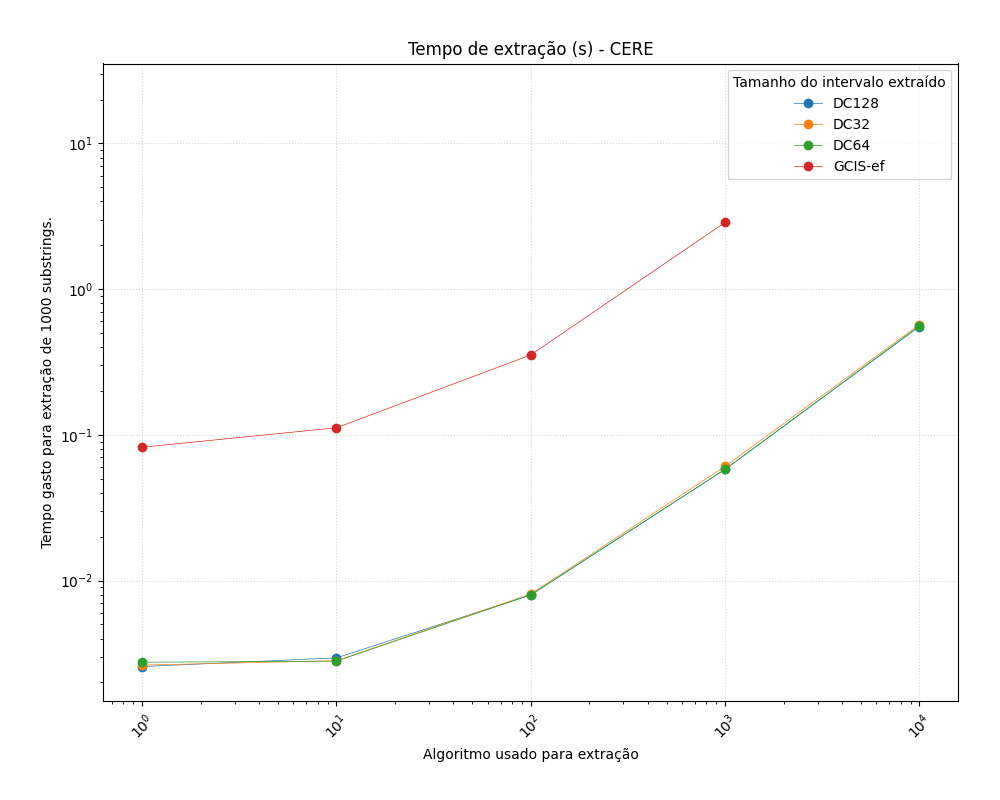 Tempo de extração (s) - CERE
Tamanho do intervalo extraído
DC128
DC32
DC64
GCIS-ef
Tempo gasto para extração de 1000 substrings.
10¹
10⁰
10⁻¹
10⁻²
10⁰
10¹
10²
10³
10⁴
Algoritmo usado para extração